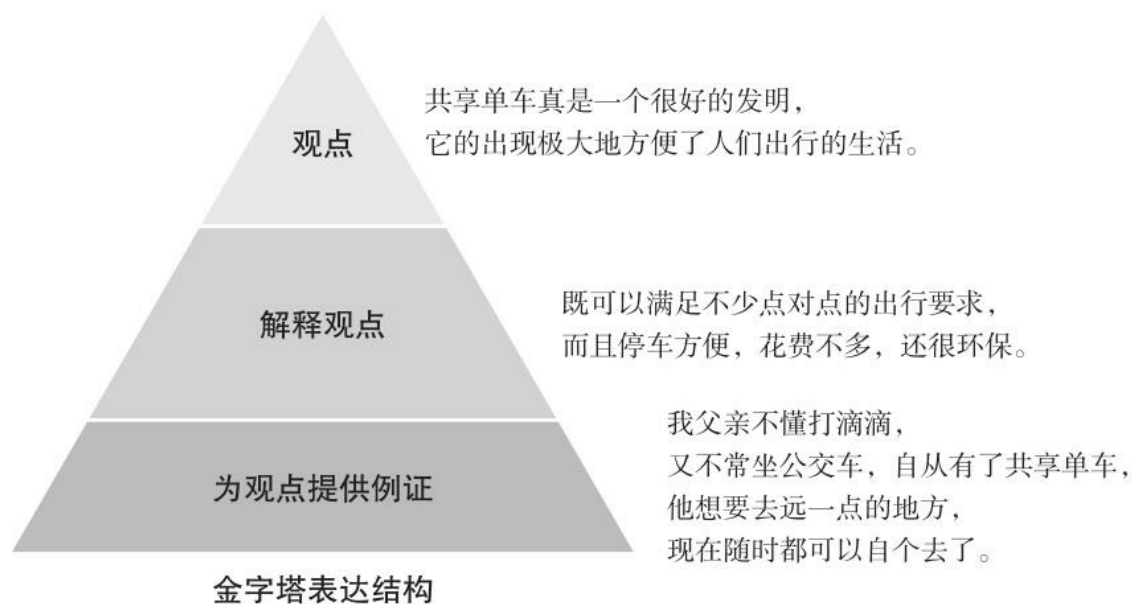 观点
共享单车真是一个很好的发明，
它的出现极大地方便了人们出行的生活。
解释观点
既可以满足不少点对点的出行要求，
而且停车方便，花费不多，还很环保。
为观点提供例证
我父亲不懂打滴滴，
又不常坐公交车，自从有了共享单车，
他想要去远一点的地方，
现在随时都可以自个去了。
金字塔表达结构